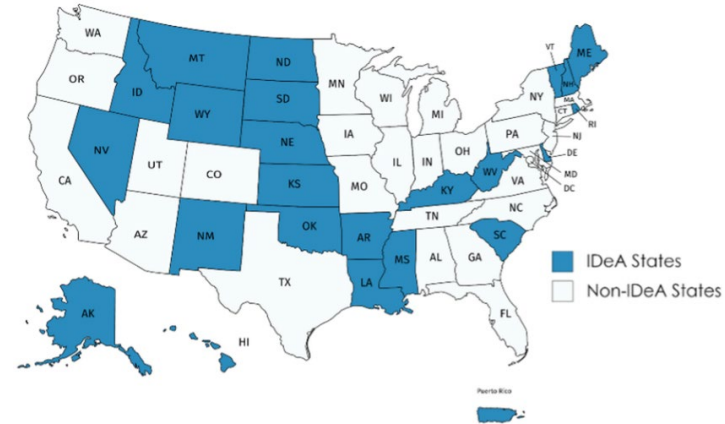 WA
MT
ND
MN
VT
ME
OR
ID
SD
WI
NH
WY
MI
NY
MA
CT
RI
NV
NE
IA
PA
NJ
UT
CO
IL
IN
OH
DE
CA
KS
MO
WV
MD
KY
VA
DC
AZ
NM
OK
AR
TN
NC
SC
MS
AL
GA
TX
LA
IDeA States
Non-IDeA States
FL
AK
HI
Puerto Rico